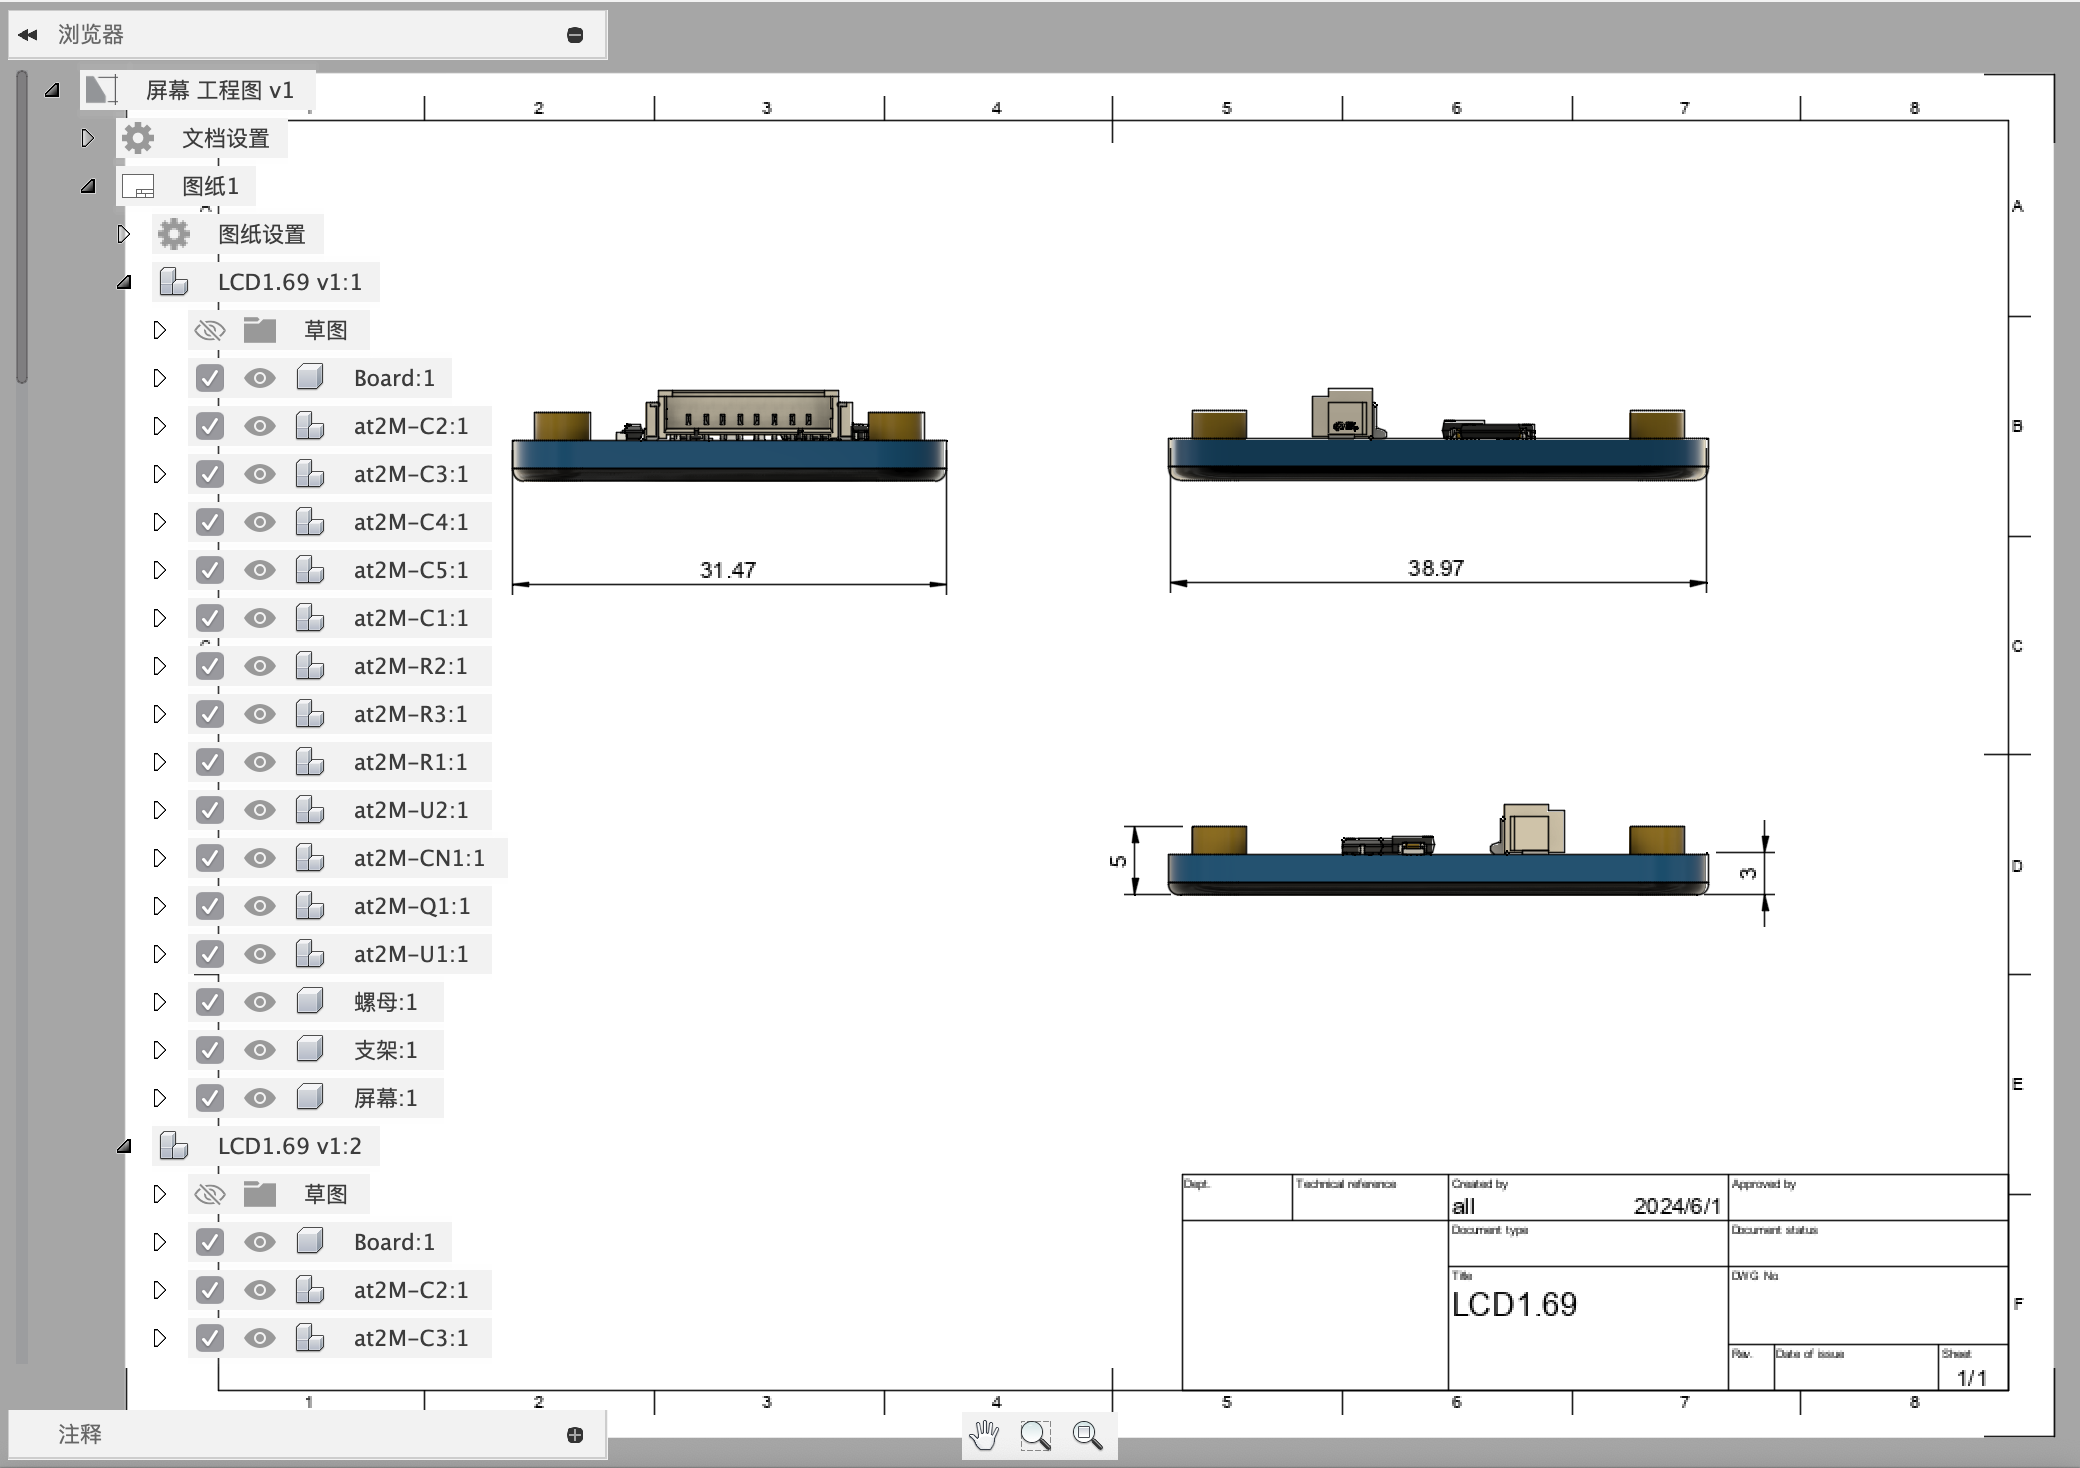 浏览器
屏幕 工程图 v1
文档设置
图纸1
图纸设置
LCD1.69 v1:1
草图
Board:1
at2M-C2:1
at2M-C3:1
at2M-C4:1
at2M-C5:1
at2M-C1:1
at2M-R2:1
at2M-R3:1
at2M-R1:1
at2M-U2:1
at2M-CN1:1
at2M-Q1:1
at2M-U1:1
螺母:1
支架:1
屏幕:1
LCD1.69 v1:2
草图
Board:1
at2M-C2:1
at2M-C3:1
注释
2 3 4 5 6 7 8
A
B
C
D
E
F
31.47
38.97
5
3
Dept.
Technical reference
Created by
all 2024/6/1
Approved by
Document type
Document status
Title
LCD1.69
DWG No
Rev.
Date of issue
Sheet
1/1
1 2 3 4 5 6 7 8